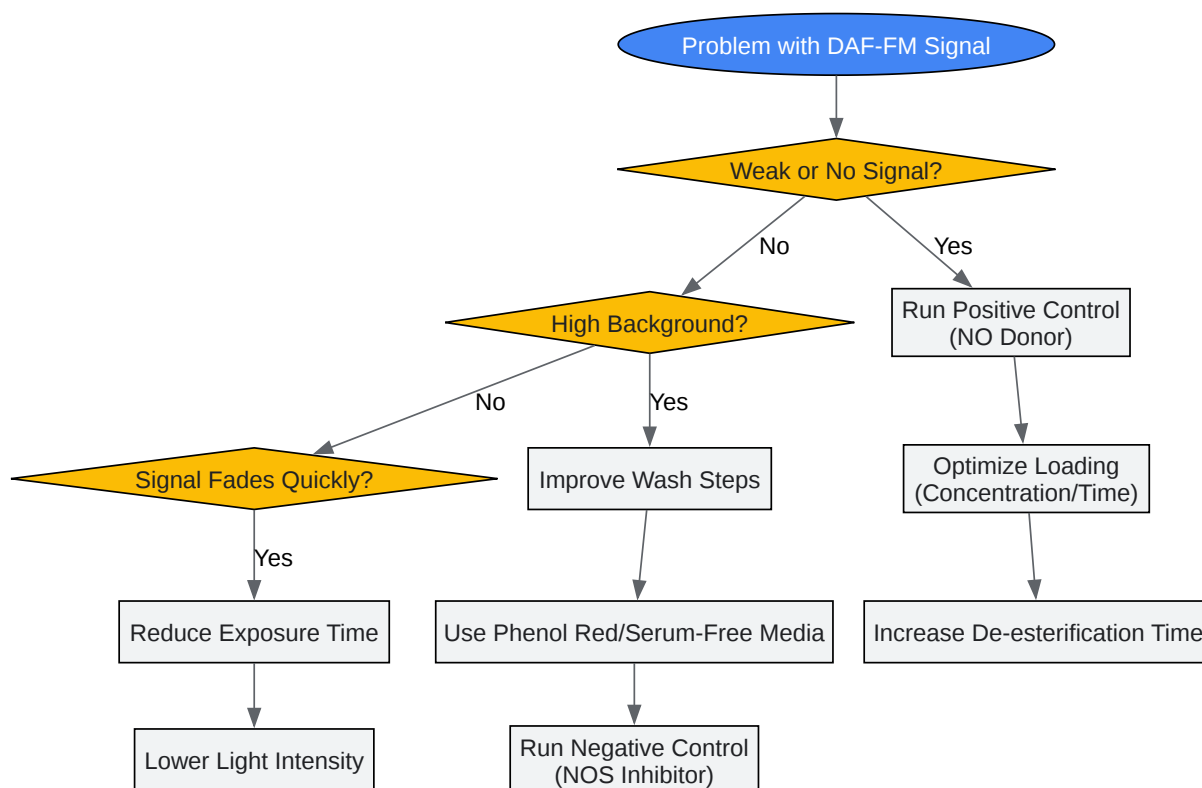 Problem with DAF-FM Signal
Weak or No Signal?
No
Yes
High Background?
Run Positive Control
(NO Donor)
No
Yes
Signal Fades Quickly?
Improve Wash Steps
Optimize Loading
(Concentration/Time)
Yes
Reduce Exposure Time
Use Phenol Red/Serum-Free Media
Increase De-esterification Time
Lower Light Intensity
Run Negative Control
(NOS Inhibitor)